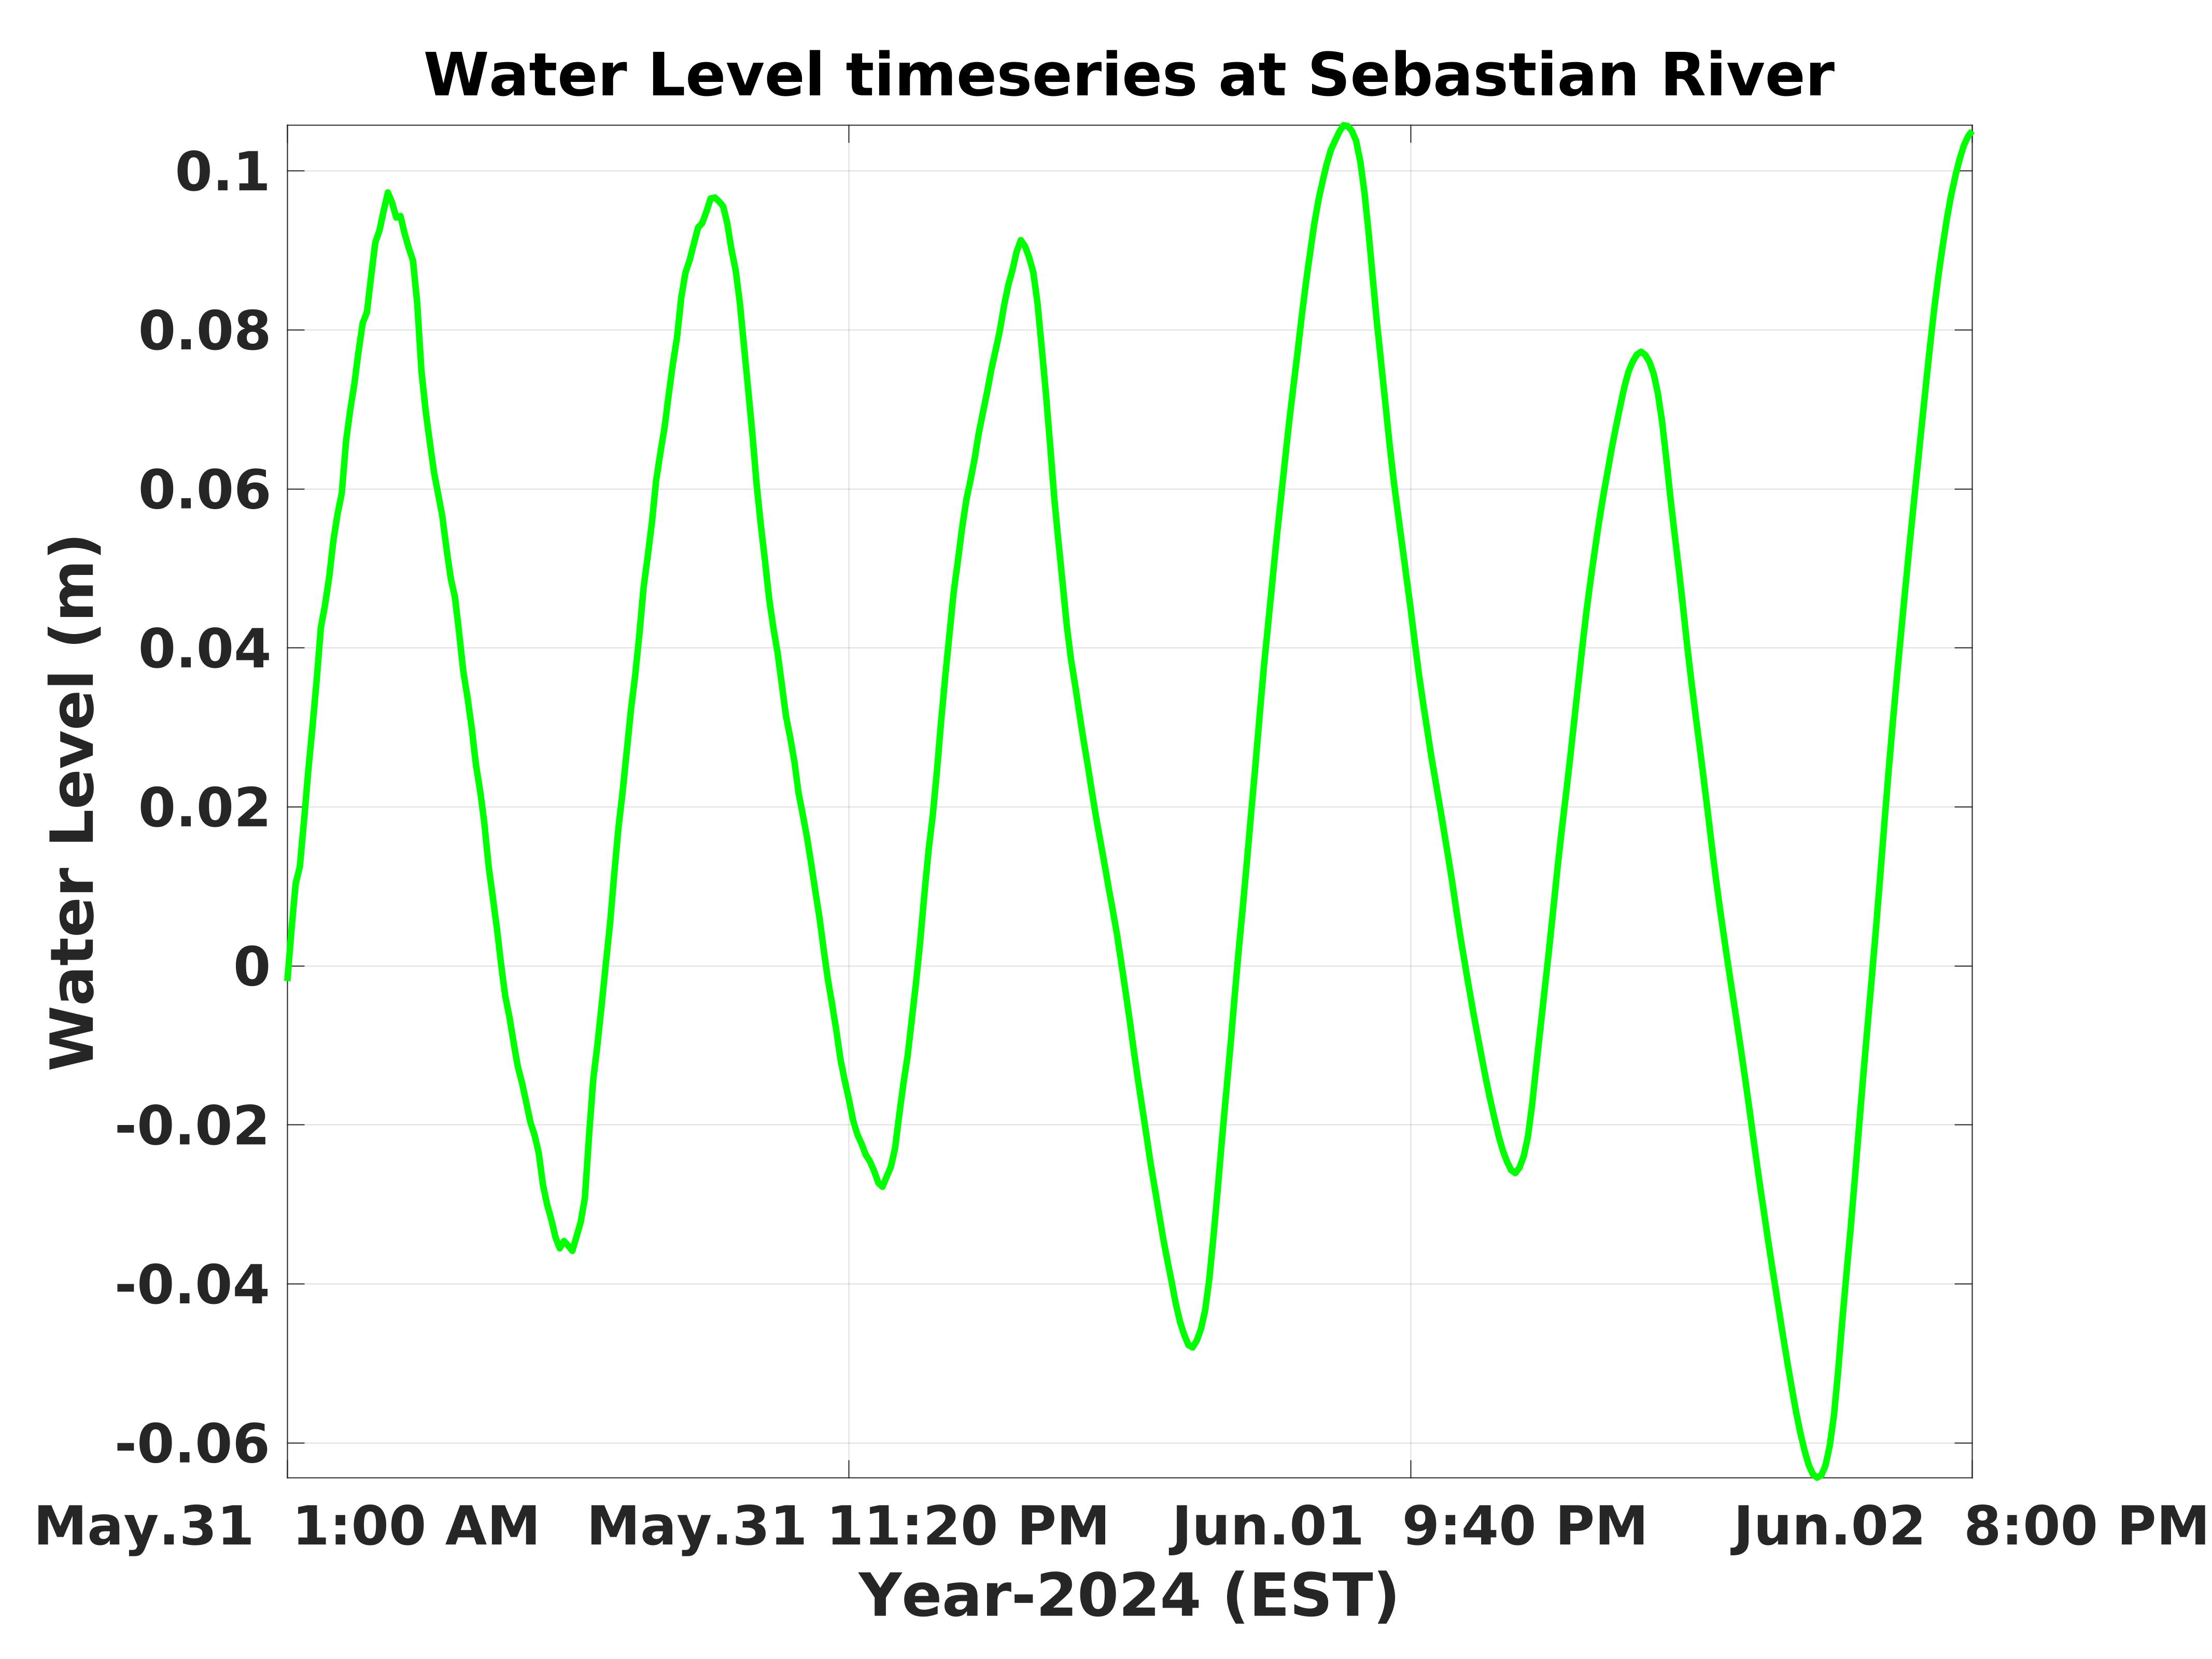 Water Level timeseries at Sebastian River
Water Level (m)
0.1
0.08
0.06
0.04
0.02
0
-0.02
-0.04
-0.06
May.31 1:00 AM May.31 11:20 PM Jun.01 9:40 PM Jun.02 8:00 PM
Year-2024 (EST)